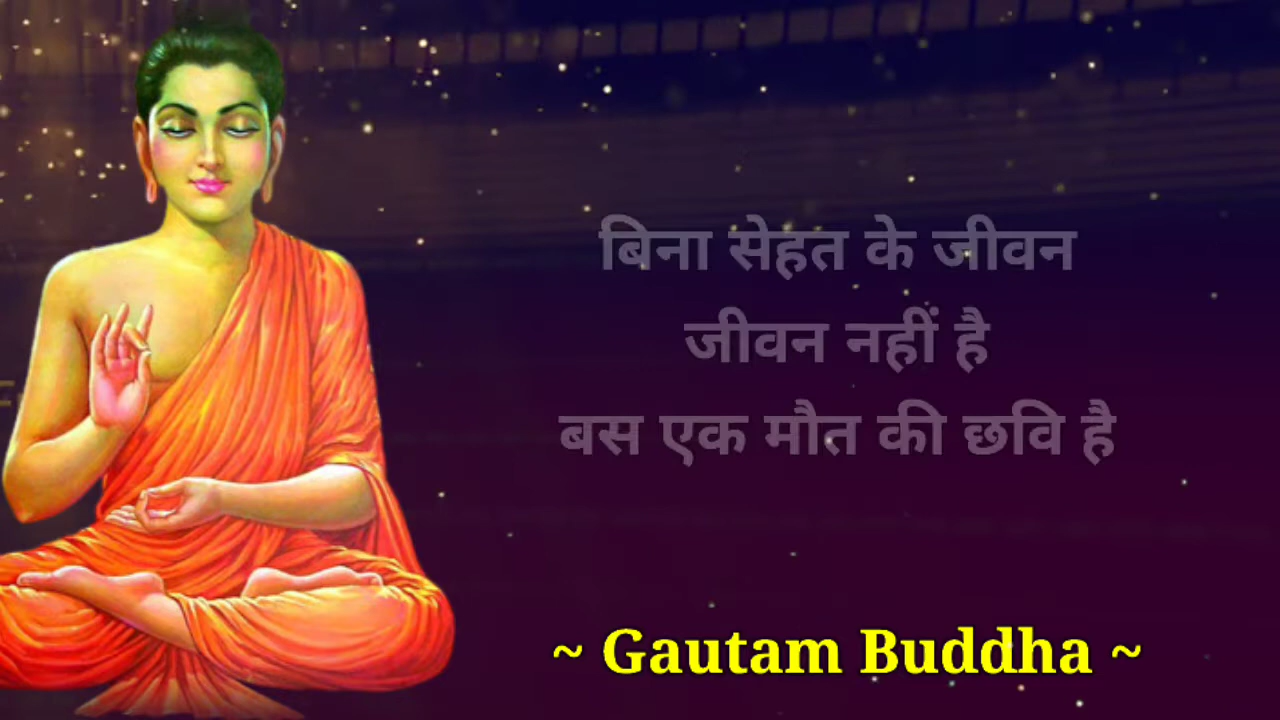 बिना सेहत के जीवन
जीवन नहीं है
बस एक मौत की छवि है
~ Gautam Buddha ~